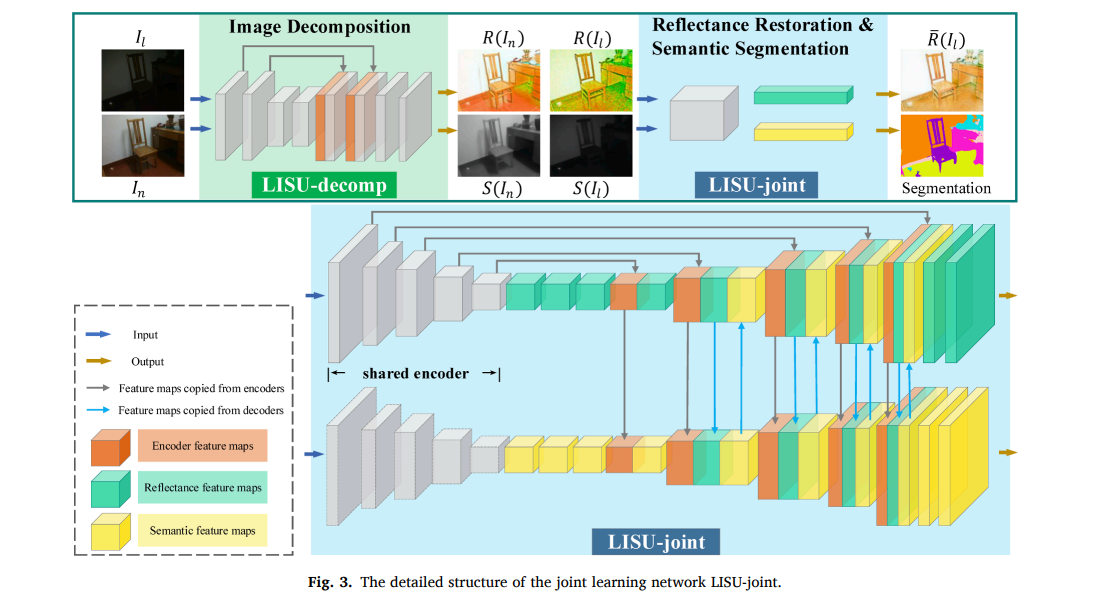 Image Decomposition
Reflectance Restoration &
Semantic Segmentation
I_l
R(I_n)
R(I_l)
R̄(I_l)
I_n
LISU-decomp
S(I_n)
S(I_l)
LISU-joint
Segmentation
shared encoder
Input
Output
Feature maps copied from encoders
Feature maps copied from decoders
Encoder feature maps
Reflectance feature maps
Semantic feature maps
LISU-joint
Fig. 3. The detailed structure of the joint learning network LISU-joint.